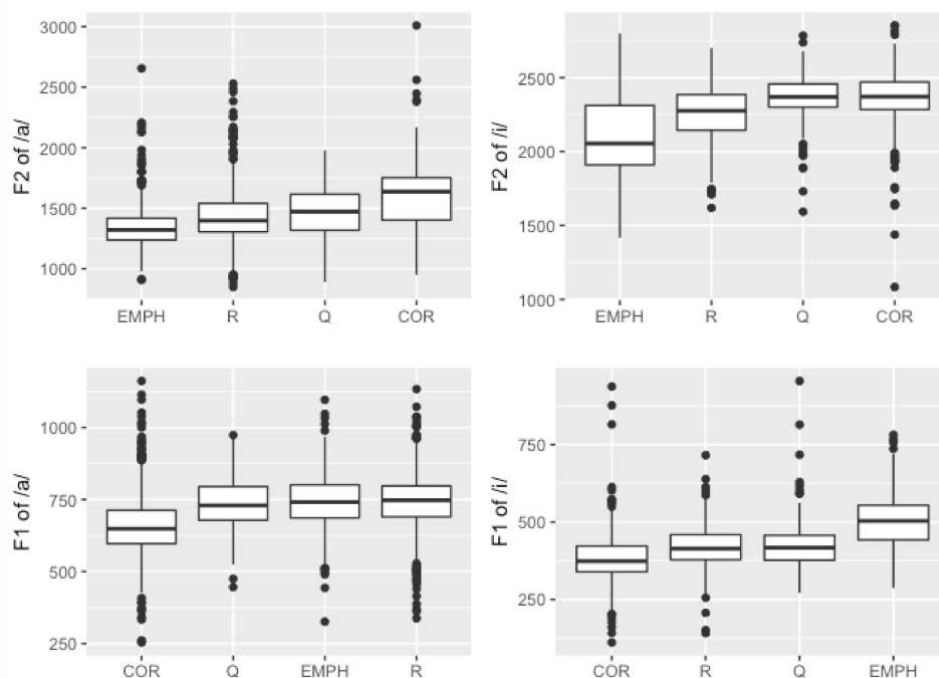 F2 of /a/
3000
2500
2000
1500
1000
EMPH R Q COR
F2 of /i/
2500
2000
1500
1000
EMPH R Q COR
F1 of /a/
1000
750
500
250
COR Q EMPH R
F1 of /i/
750
500
250
COR R Q EMPH